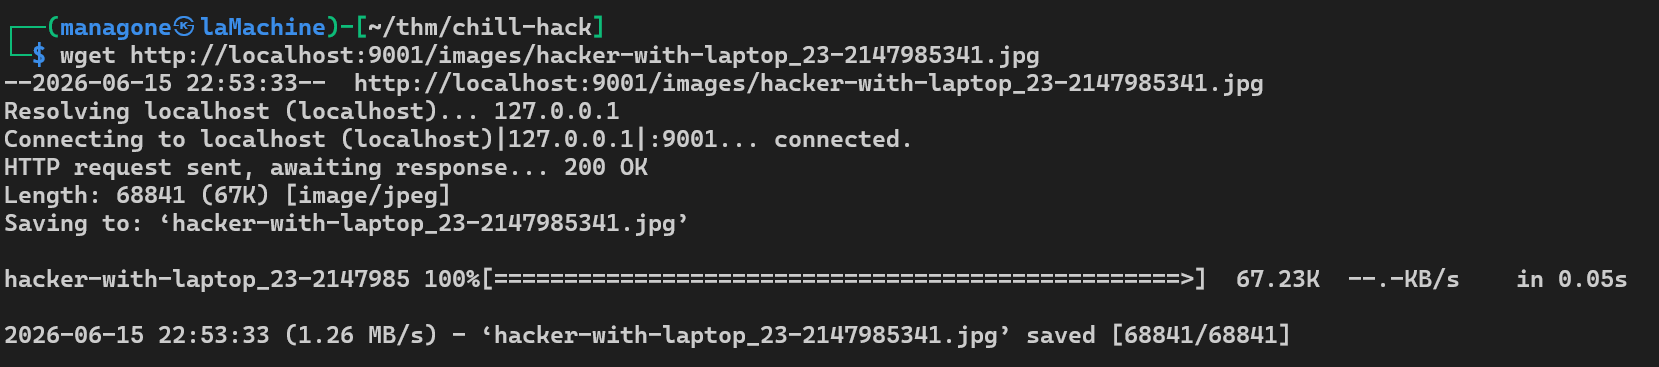 ┌──(managone㉿laMachine)-[~/thm/chill-hack]
└─$ wget http://localhost:9001/images/hacker-with-laptop_23-2147985341.jpg
--2026-06-15 22:53:33--  http://localhost:9001/images/hacker-with-laptop_23-2147985341.jpg
Resolving localhost (localhost)... 127.0.0.1
Connecting to localhost (localhost)|127.0.0.1|:9001... connected.
HTTP request sent, awaiting response... 200 OK
Length: 68841 (67K) [image/jpeg]
Saving to: ‘hacker-with-laptop_23-2147985341.jpg’

hacker-with-laptop_23-2147985 100%[=================================================>]  67.23K  --.-KB/s    in 0.05s

2026-06-15 22:53:33 (1.26 MB/s) - ‘hacker-with-laptop_23-2147985341.jpg’ saved [68841/68841]